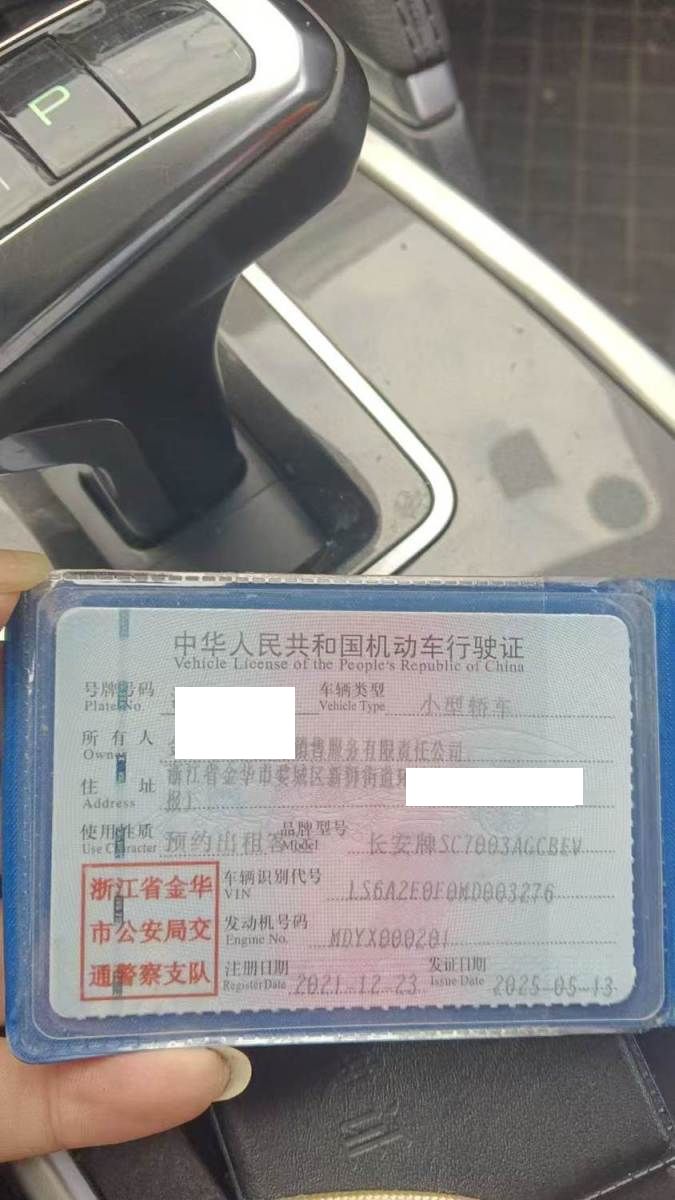 P
中华人民共和国机动车行驶证
Vehicle License of the People's Republic of China
号牌号码 车辆类型 小型轿车
Plate No. Vehicle Type
所有人 销售服务有限责任公司
Owner
住址 浙江省金华市婺城区新狮街道
Address 报)
使用性质 预约出租客运 品牌型号 长安牌SC7003AGCBEV
Use Character Model
浙江省金华
市公安局交
通警察支队
车辆识别代号 LS6A2E0F0MD003276
VIN
发动机号码 MDYX000201
Engine No.
注册日期 2021-12-23 发证日期 2025-05-13
Register Date Issue Date